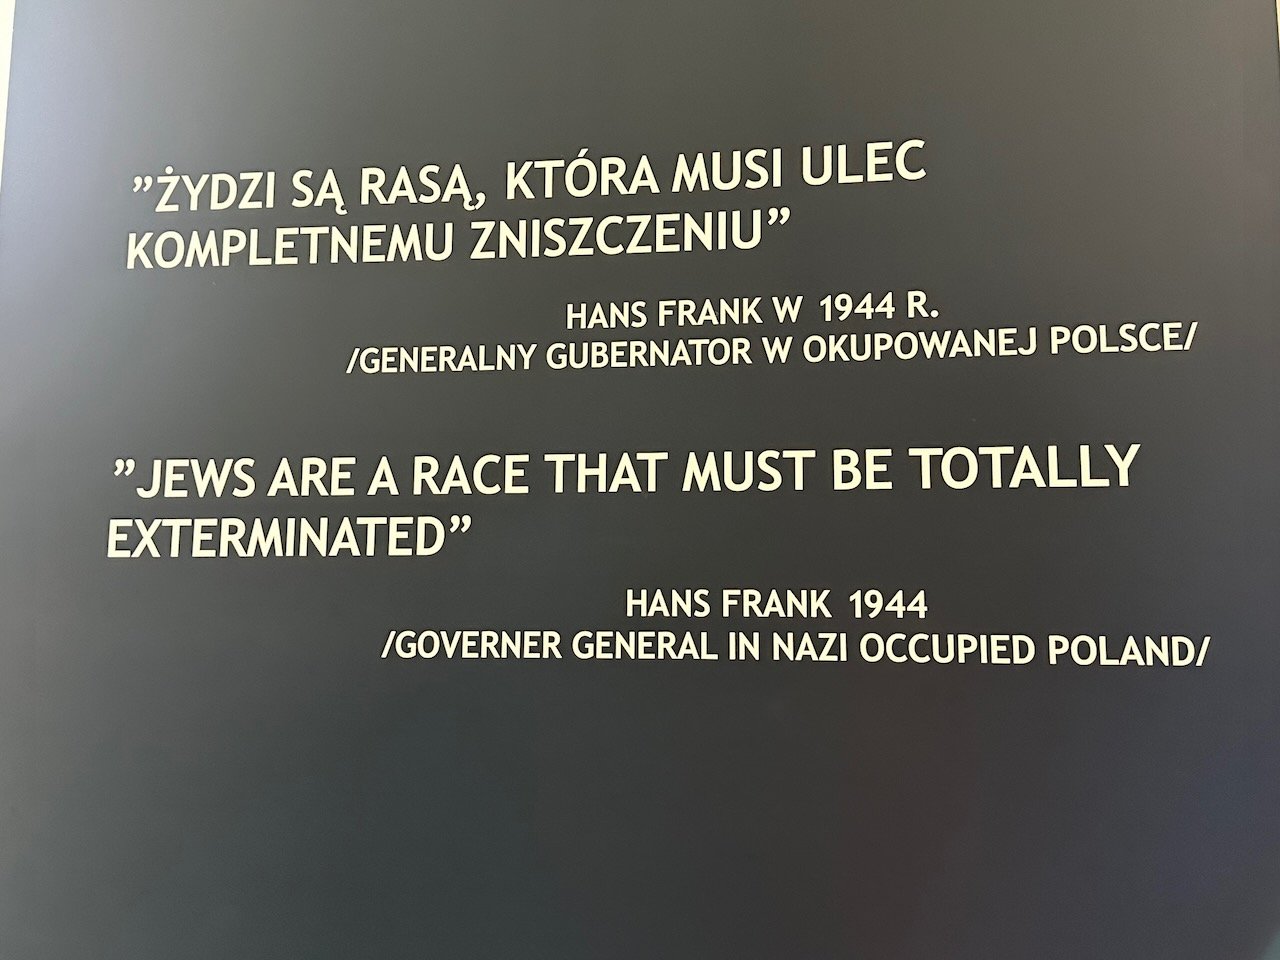 ”ŻYDZI SĄ RASĄ, KTÓRA MUSI ULEC
KOMPLETNEMU ZNISZCZENIU”
HANS FRANK W 1944 R.
/GENERALNY GUBERNATOR W OKUPOWANEJ POLSCE/
”JEWS ARE A RACE THAT MUST BE TOTALLY
EXTERMINATED”
HANS FRANK 1944
/GOVERNER GENERAL IN NAZI OCCUPIED POLAND/